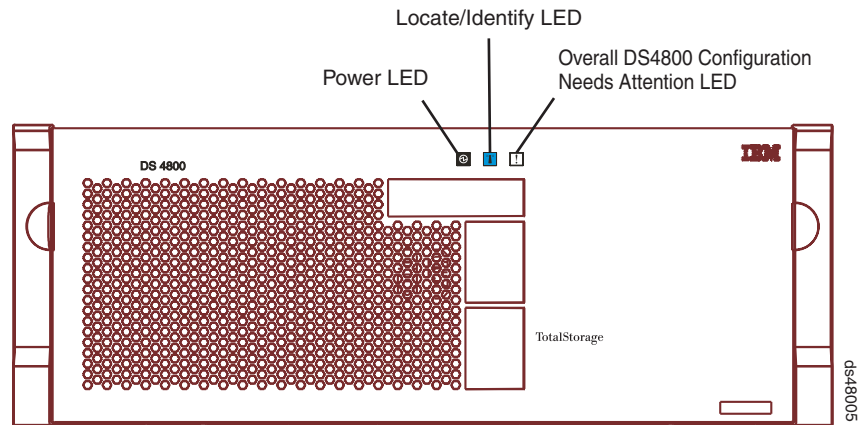 Locate/Identify LED
Overall DS4800 Configuration
Needs Attention LED
Power LED
DS 4800
IBM
TotalStorage
ds48005